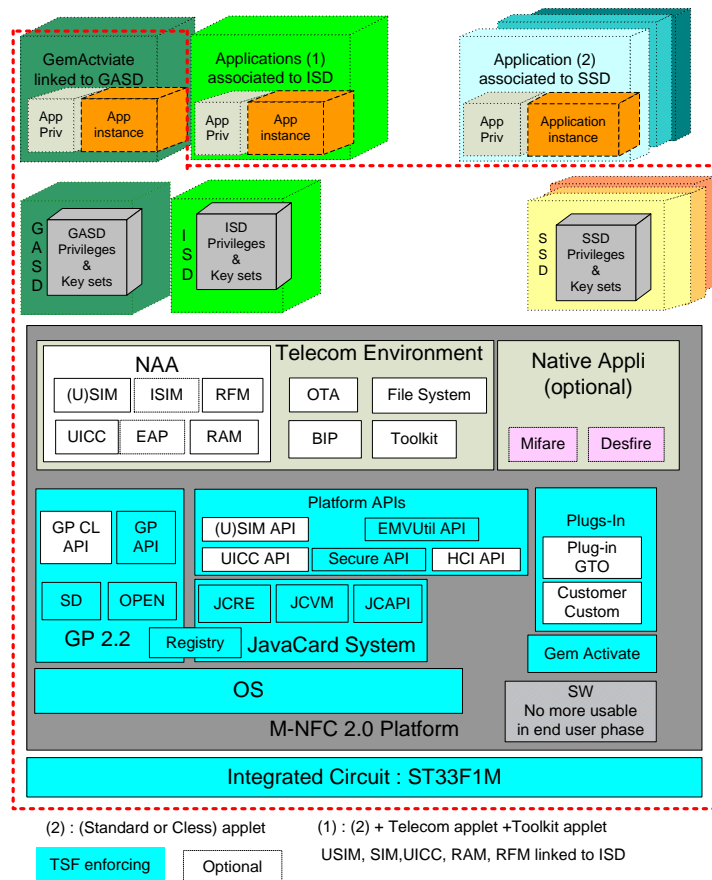 GemActviate
linked to GASD
Applications (1)
associated to ISD
Application (2)
associated to SSD
App
Priv
App
instance
App
Priv
App
instance
App
Priv
Application
instance
GASD
GASD
Privileges
&
Key sets
ISD
ISD
Privileges
&
Key sets
SSD
SSD
Privileges
&
Key sets
NAA
Telecom Environment
Native Appli
(optional)
(U)SIM
ISIM
RFM
OTA
File System
UICC
EAP
RAM
BIP
Toolkit
Mifare
Desfire
Platform APIs
GP CL
API
GP
API
(U)SIM API
EMVUtil API
UICC API
Secure API
HCI API
Plugs-In
Plug-in
GTO
Customer
Custom
SD
OPEN
JCRE
JCVM
JCAPI
GP 2.2
Registry
JavaCard System
Gem Activate
OS
SW
No more usable
in end user phase
M-NFC 2.0 Platform
Integrated Circuit : ST33F1M
(2) : (Standard or Cless) applet
(1) : (2) + Telecom applet +Toolkit applet
USIM, SIM,UICC, RAM, RFM linked to ISD
TSF enforcing
Optional